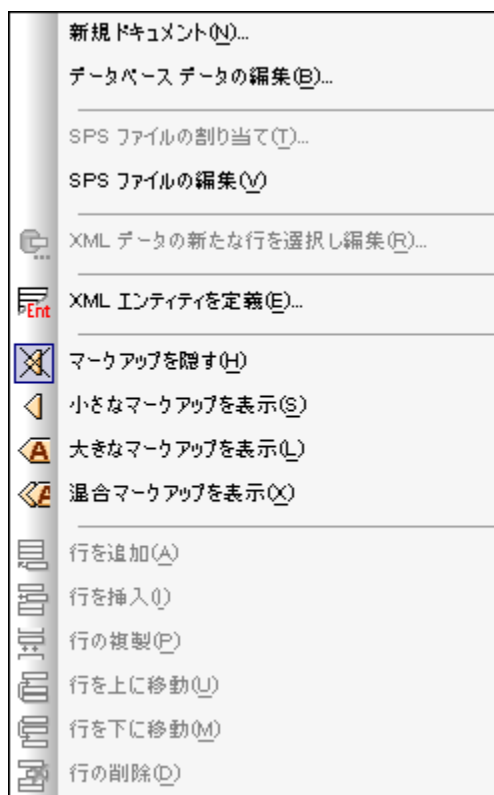 新規ドキュメント(N)...
データベース データの編集(B)...
SPS ファイルの割り当て(T)...
SPS ファイルの編集(V)
XML データの新たな行を選択し編集(R)...
Ent
XML エンティティを定義(E)...
マークアップを隠す(H)
小さなマークアップを表示(S)
A
大きなマークアップを表示(L)
A
混合マークアップを表示(X)
行を追加(A)
行を挿入(I)
行の複製(P)
行を上に移動(U)
行を下に移動(M)
行の削除(D)